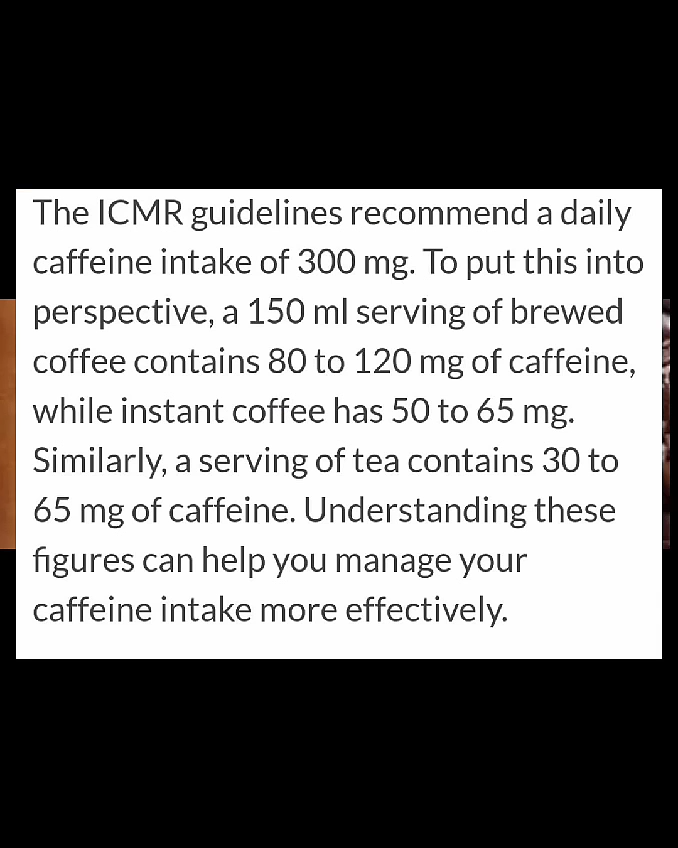 The ICMR guidelines recommend a daily
caffeine intake of 300 mg. To put this into
perspective, a 150 ml serving of brewed
coffee contains 80 to 120 mg of caffeine,
while instant coffee has 50 to 65 mg.
Similarly, a serving of tea contains 30 to
65 mg of caffeine. Understanding these
figures can help you manage your
caffeine intake more effectively.